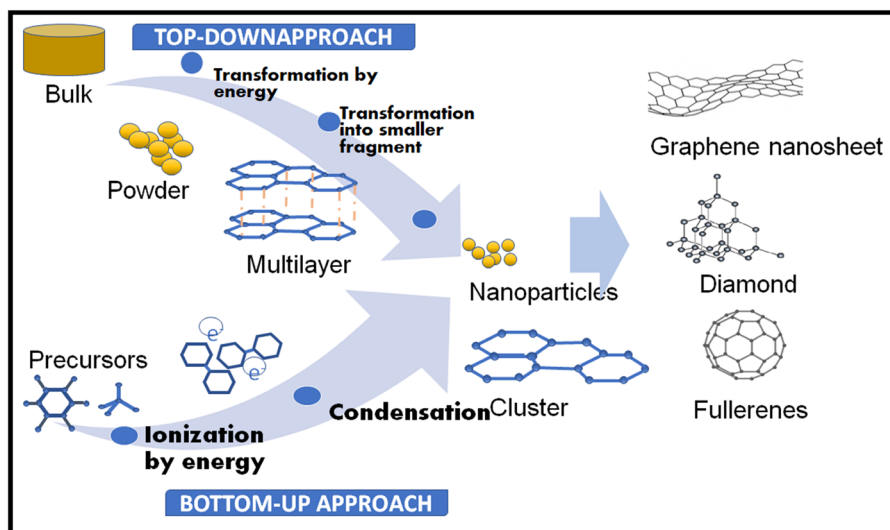 TOP-DOWNAPPROACH
Bulk
Transformation by
energy
Transformation
into smaller
fragment
Powder
Multilayer
Nanoparticles
Graphene nanosheet
Diamond
Fullerenes
Precursors
e-
e-
Ionization
by energy
Condensation
Cluster
BOTTOM-UP APPROACH